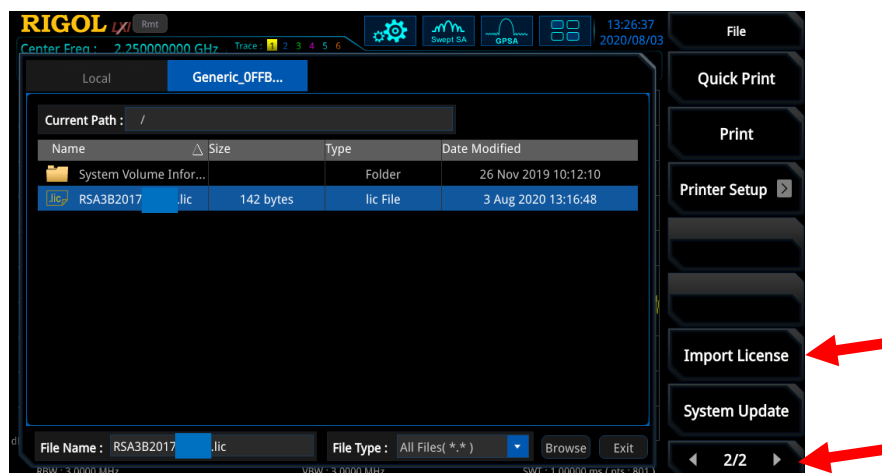 RIGOL LXI Rmt
Center Freq : 2.250000000 GHz Trace : 1 2 3 4 5 6
Swept SA
GPSA
13:26:37
2020/08/03
File
Local Generic_0FFB...
Quick Print
Current Path : /
Print
Name Size Type Date Modified
System Volume Infor... Folder 26 Nov 2019 10:12:10
.lic RSA3B2017 .lic 142 bytes lic File 3 Aug 2020 13:16:48
Printer Setup
Import License
System Update
File Name : RSA3B2017 .lic File Type : All Files( *.* ) Browse Exit
2/2
RBW : 3.0000 MHz VBW : 3.0000 MHz SWT : 1.00000 ms ( pts : 801 )